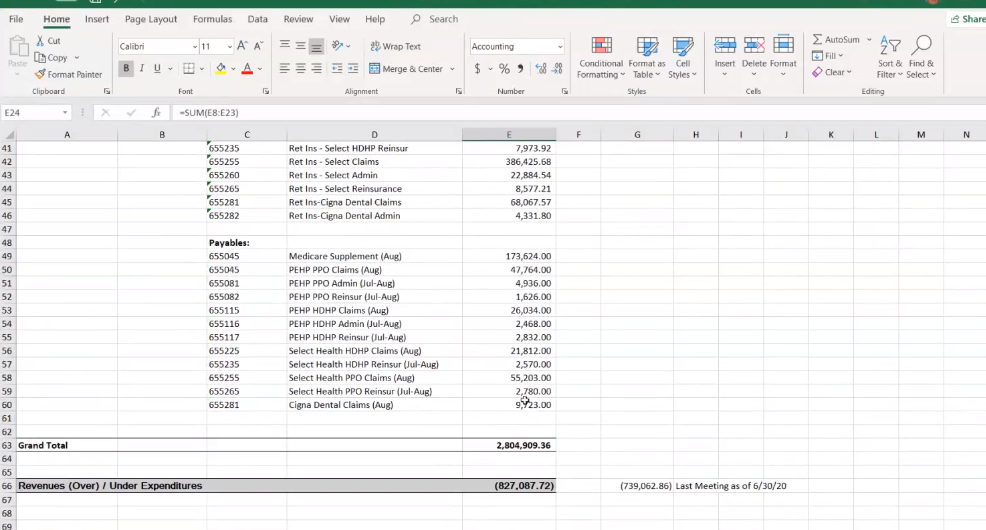 File Home Insert Page Layout Formulas Data Review View Help Search Share
Cut Calibri 11 A^ A˅ Wrap Text Accounting AutoSum
Paste Copy Conditional Format as Cell Insert Delete Format Fill Sort & Find &
Format Painter B I U A Merge & Center $ % 9 Formatting Table Styles Clear Filter Select
Clipboard Font Alignment Number Styles Cells Editing
E24 fx =SUM(E8:E23)
A B C D E F G H I J K L M N
41 655235 Ret Ins - Select HDHP Reinsur 7,973.92
42 655255 Ret Ins - Select Claims 386,425.68
43 655260 Ret Ins - Select Admin 22,884.54
44 655265 Ret Ins - Select Reinsurance 8,577.21
45 655281 Ret Ins-Cigna Dental Claims 68,067.57
46 655282 Ret Ins-Cigna Dental Admin 4,331.80
47
48 Payables:
49 655045 Medicare Supplement (Aug) 173,624.00
50 655045 PEHP PPO Claims (Aug) 47,764.00
51 655081 PEHP PPO Admin (Jul-Aug) 4,936.00
52 655082 PEHP PPO Reinsur (Jul-Aug) 1,626.00
53 655115 PEHP HDHP Claims (Aug) 26,034.00
54 655116 PEHP HDHP Admin (Jul-Aug) 2,468.00
55 655117 PEHP HDHP Reinsur (Jul-Aug) 2,832.00
56 655225 Select Health HDHP Claims (Aug) 21,812.00
57 655235 Select Health HDHP Reinsur (Jul-Aug) 2,570.00
58 655255 Select Health PPO Claims (Aug) 55,203.00
59 655265 Select Health PPO Reinsur (Jul-Aug) 2,780.00
60 655281 Cigna Dental Claims (Aug) 9,723.00
61
62
63 Grand Total 2,804,909.36
64
65
66 Revenues (Over) / Under Expenditures (827,087.72) (739,062.86) Last Meeting as of 6/30/20
67
68
69